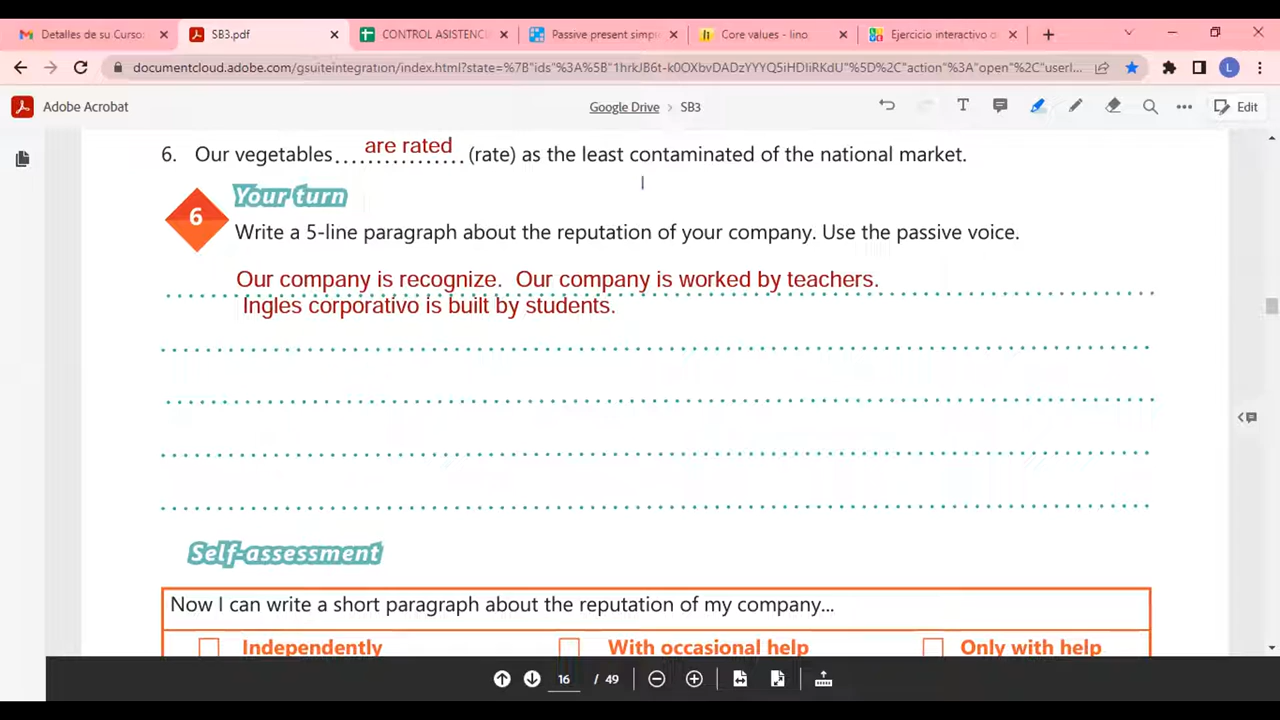 Detalles de su Curso:
SB3.pdf
CONTROL ASISTENCI
Passive present simpl
Core values - lino
Ejercicio interactivo d
documentcloud.adobe.com/gsuiteintegration/index.html?state=%7B"ids"%3A%5B"1hrkJB6t-k0OXbvDADzYYYQ5iHDIiRKdU"%5D%2C"action"%3A"open"%2C"userI...
L
Adobe Acrobat
Google Drive > SB3
Edit
6. Our vegetables are rated (rate) as the least contaminated of the national market.
Your turn
6
Write a 5-line paragraph about the reputation of your company. Use the passive voice.
Our company is recognize. Our company is worked by teachers.
Ingles corporativo is built by students.
Self-assessment
Now I can write a short paragraph about the reputation of my company...
Independently With occasional help Only with help
16 / 49